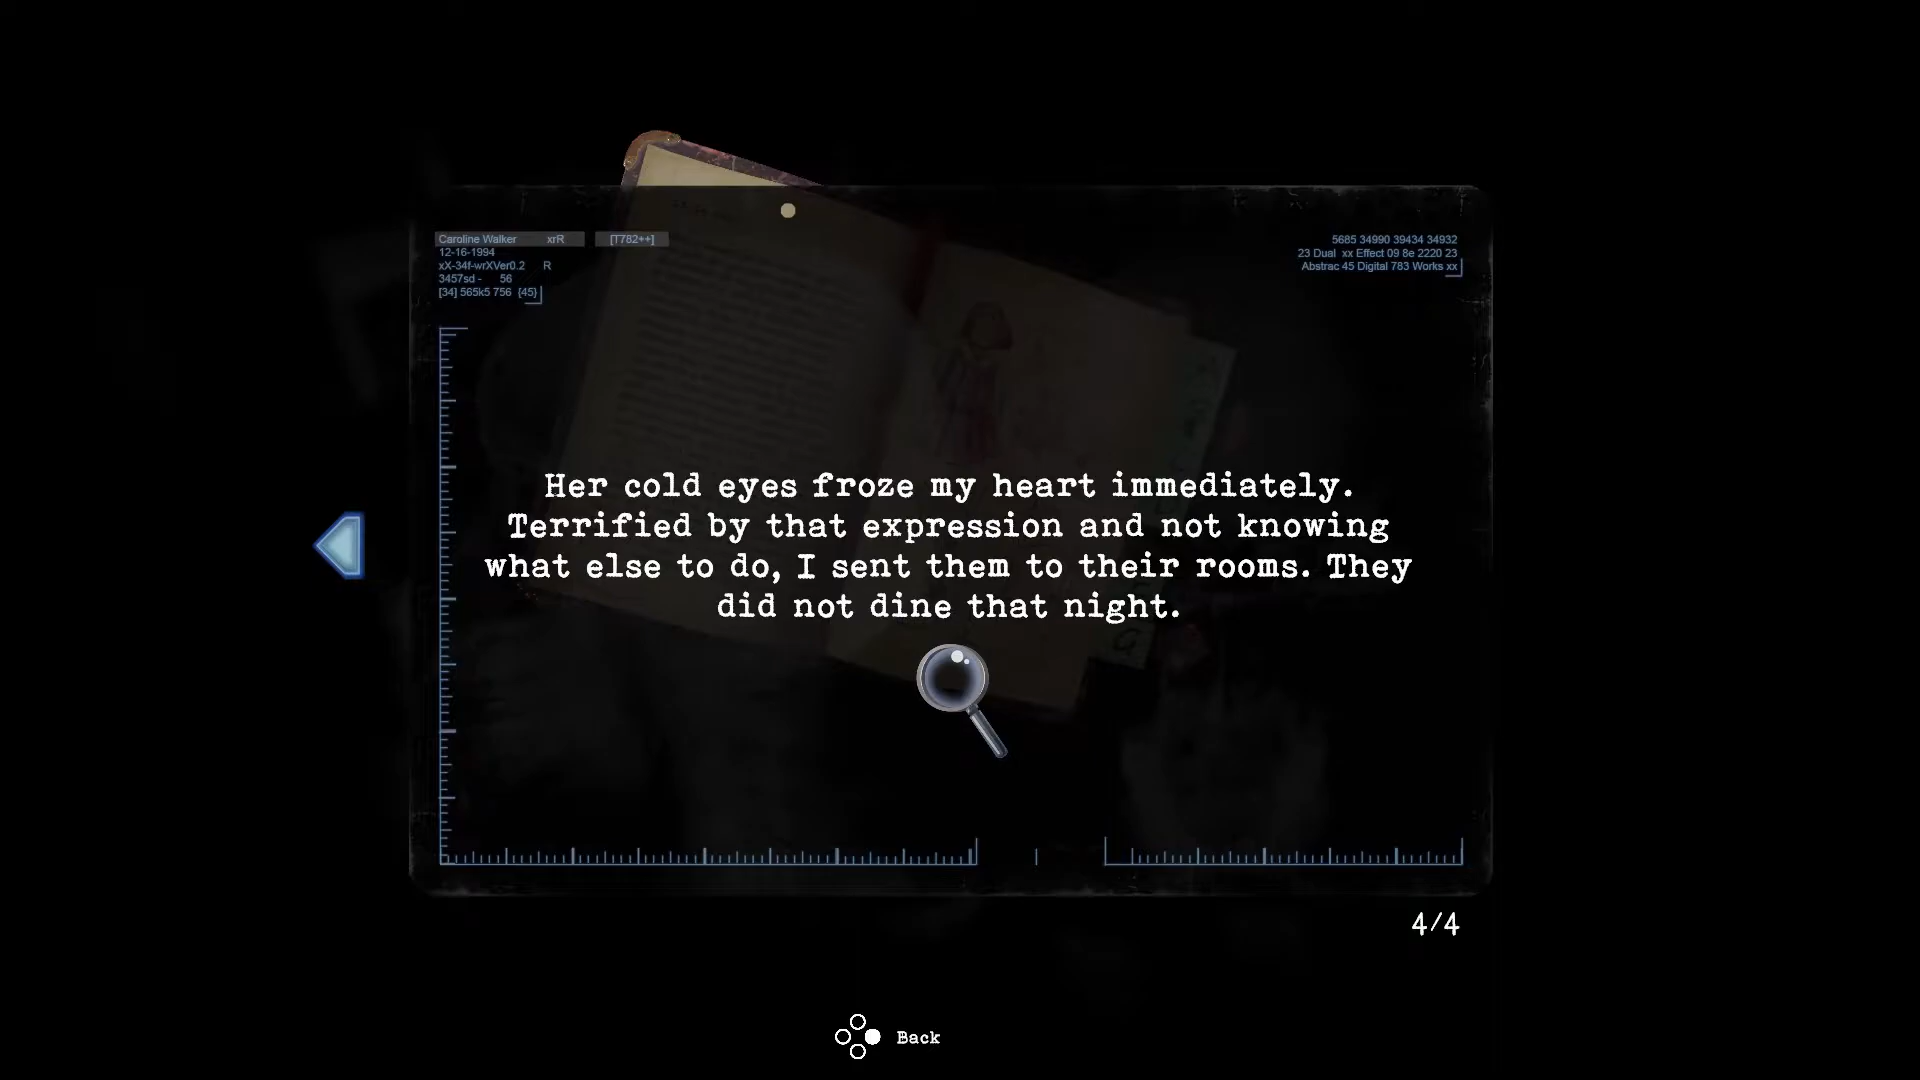 Caroline Walker xrR [T782++]
12-16-1994
xX-34f-wrXVer0.2 R
3457sd - 56
[34] 565k5 756 {45}
5685 34990 39434 34932
23 Dual xx Effect 09 8e 2220 23
Abstrac 45 Digital 783 Works xx
Her cold eyes froze my heart immediately.
Terrified by that expression and not knowing
what else to do, I sent them to their rooms. They
did not dine that night.
4/4
Back